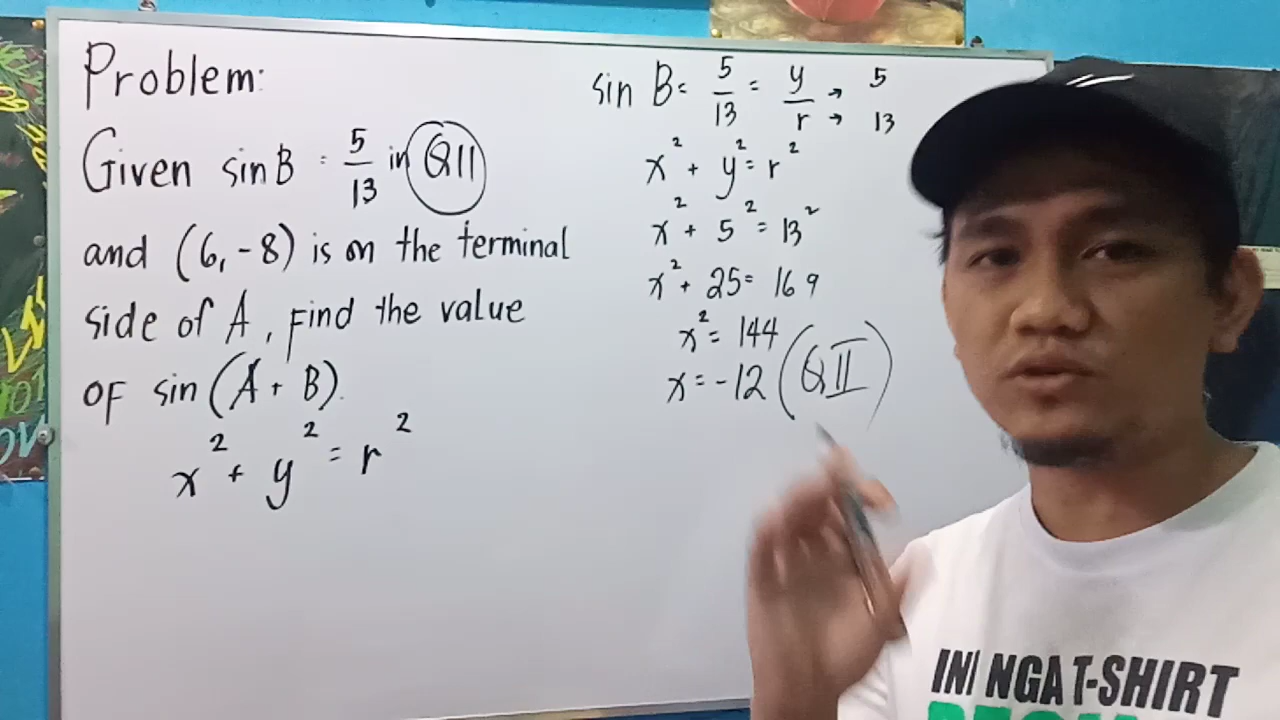 Problem:
Given sin B = 5/13 in QII
and (6, -8) is on the terminal
side of A, Find the value
OF sin (A + B).
x² + y² = r²
sin B = 5/13 = y/r → 5
→ 13
x² + y² = r²
x² + 5² = 13²
x² + 25 = 169
x² = 144
x = -12 (QII)
INI NGA T-SHIRT